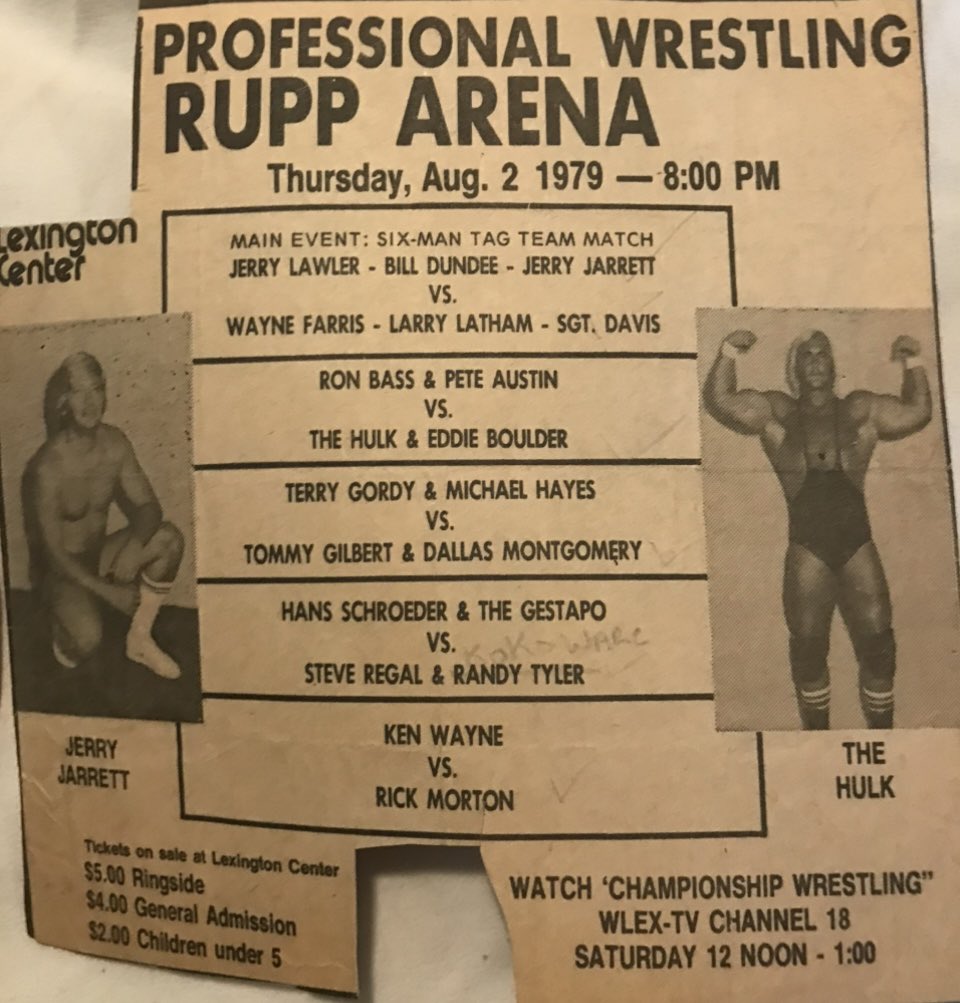 PROFESSIONAL WRESTLING
RUPP ARENA
Thursday, Aug. 2 1979 — 8:00 PM
Lexington
Center
MAIN EVENT: SIX-MAN TAG TEAM MATCH
JERRY LAWLER - BILL DUNDEE - JERRY JARRETT
VS.
WAYNE FARRIS - LARRY LATHAM - SGT. DAVIS
RON BASS & PETE AUSTIN
VS.
THE HULK & EDDIE BOULDER
TERRY GORDY & MICHAEL HAYES
VS.
TOMMY GILBERT & DALLAS MONTGOMERY
HANS SCHROEDER & THE GESTAPO
VS.
KOKO WARE
STEVE REGAL & RANDY TYLER
KEN WAYNE
VS.
RICK MORTON
JERRY
JARRETT
THE
HULK
Tickets on sale at Lexington Center
$5.00 Ringside
$4.00 General Admission
$2.00 Children under 5
WATCH 'CHAMPIONSHIP WRESTLING"
WLEX-TV CHANNEL 18
SATURDAY 12 NOON - 1:00